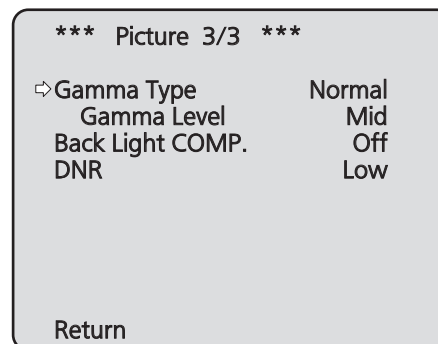 *** Picture 3/3 ***
⇨Gamma Type Normal
Gamma Level Mid
Back Light COMP. Off
DNR Low
Return